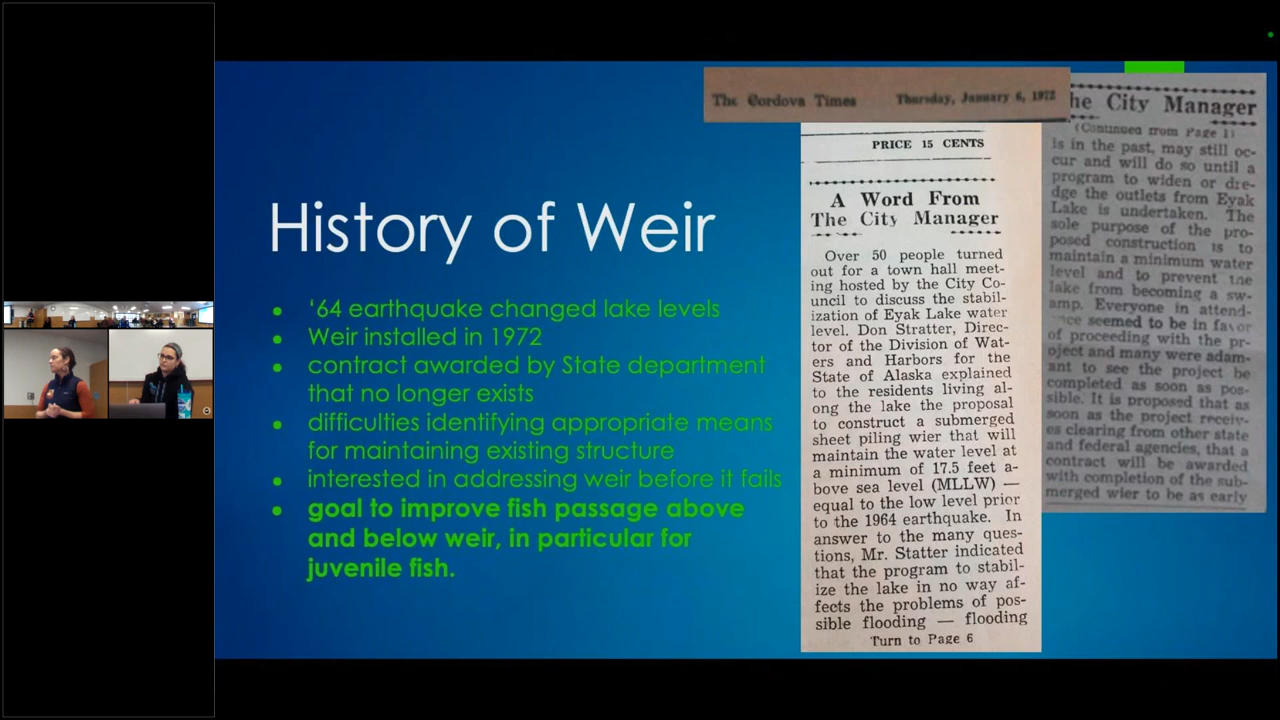 The Cordova Times Thursday, January 6, 1972
History of Weir
‘64 earthquake changed lake levels
Weir installed in 1972
contract awarded by State department
that no longer exists
difficulties identifying appropriate means
for maintaining existing structure
interested in addressing weir before it fails
goal to improve fish passage above
and below weir, in particular for
juvenile fish.
PRICE 15 CENTS
A Word From
The City Manager
Over 50 people turned
out for a town hall meet-
ing hosted by the City Co-
uncil to discuss the stabil-
ization of Eyak Lake water
level. Don Stratter, Direc-
tor of the Division of Wat-
ers and Harbors for the
State of Alaska explained
to the residents living al-
ong the lake the proposal
to construct a submerged
sheet piling wier that will
maintain the water level at
a minimum of 17.5 feet a-
bove sea level (MLLW) —
equal to the low level prior
to the 1964 earthquake. In
answer to the many ques-
tions, Mr. Statter indicated
that the program to stabil-
ize the lake in no way af-
fects the problems of pos-
sible flooding — flooding
Turn to Page 6
he City Manager
(Continued from Page 1)
is in the past, may still oc-
cur and will do so until a
program to widen or dre-
dge the outlets from Eyak
Lake is undertaken. The
sole purpose of the pro-
posed construction is to
maintain a minimum water
level and to prevent the
lake from becoming a sw-
amp. Everyone in attend-
ance seemed to be in favor
of proceeding with the pr-
oject and many were adam-
ant to see the project be
completed as soon as pos-
sible. It is proposed that as
soon as the project receiv-
es clearing from other state
and federal agencies, that a
contract will be awarded
with completion of the sub-
merged wier to be as early